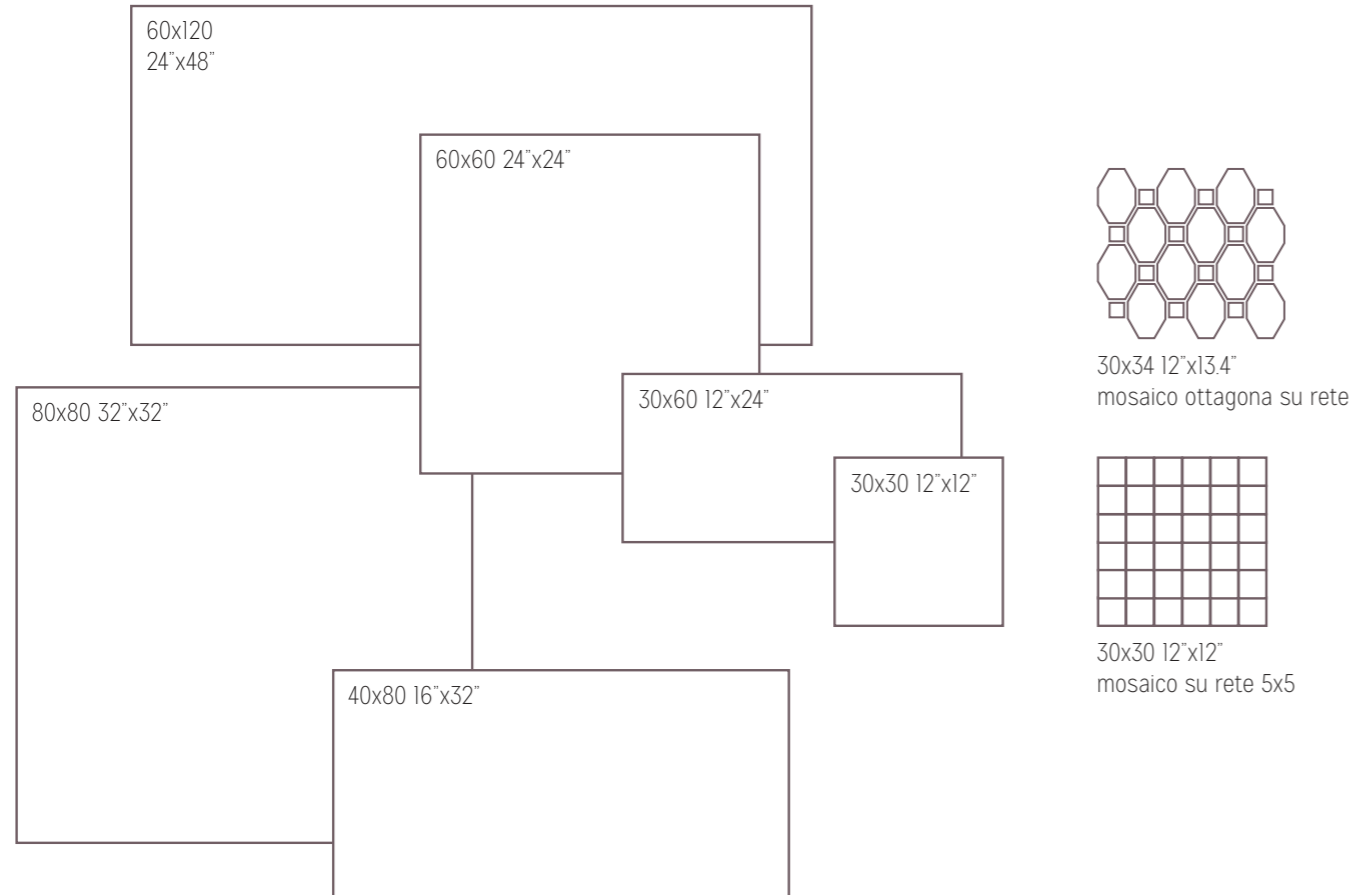 60x120
24”x48”
60x60 24”x24”
80x80 32”x32”
30x60 12”x24”
30x30 12”x12”
40x80 16”x32”
30x34 12”x13.4”
mosaico ottagona su rete
30x30 12”x12”
mosaico su rete 5x5